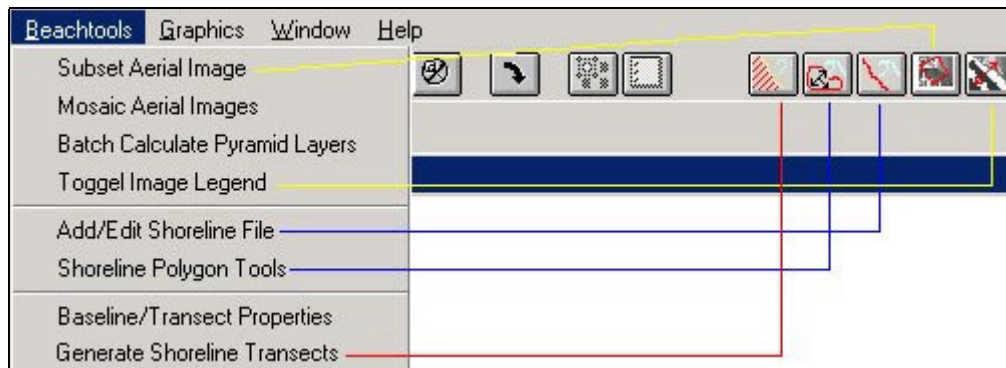 Beachtools Graphics Window Help
Subset Aerial Image
Mosaic Aerial Images
Batch Calculate Pyramid Layers
Toggel Image Legend
Add/Edit Shoreline File
Shoreline Polygon Tools
Baseline/Transect Properties
Generate Shoreline Transects